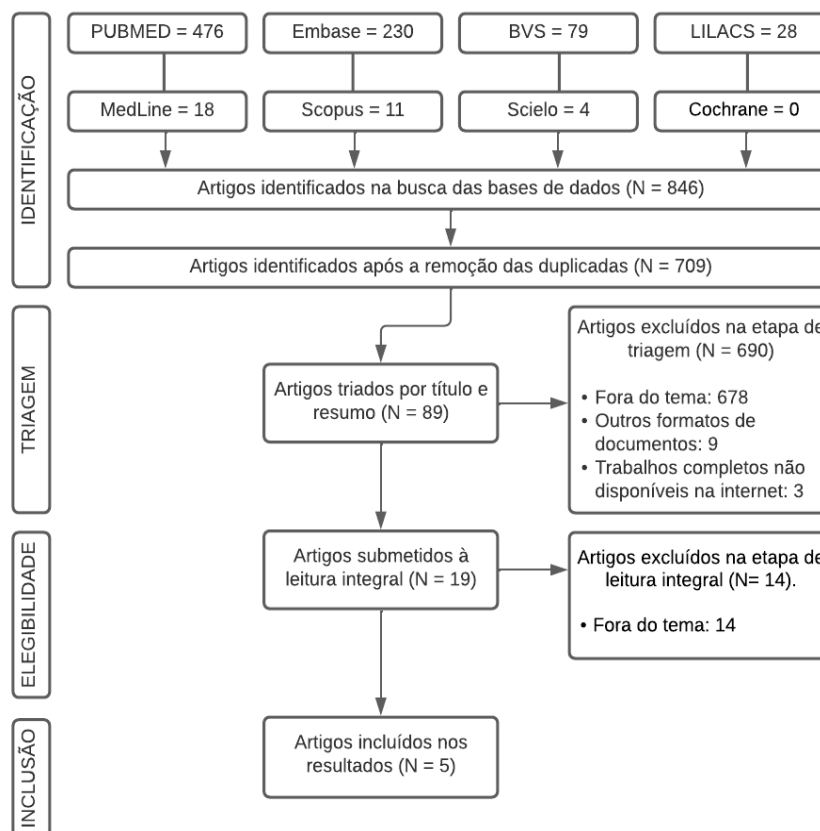 IDENTIFICAÇÃO
PUBMED = 476
Embase = 230
BVS = 79
LILACS = 28
MedLine = 18
Scopus = 11
Scielo = 4
Cochrane = 0
Artigos identificados na busca das bases de dados (N = 846)
Artigos identificados após a remoção das duplicadas (N = 709)
TRIAGEM
Artigos triados por título e
resumo (N = 89)
Artigos excluídos na etapa de
triagem (N = 690)
• Fora do tema: 678
• Outros formatos de
documentos: 9
• Trabalhos completos não
disponíveis na internet: 3
ELEGIBILIDADE
Artigos submetidos à
leitura integral (N = 19)
Artigos excluídos na etapa de
leitura integral (N= 14).
• Fora do tema: 14
INCLUSÃO
Artigos incluídos nos
resultados (N = 5)